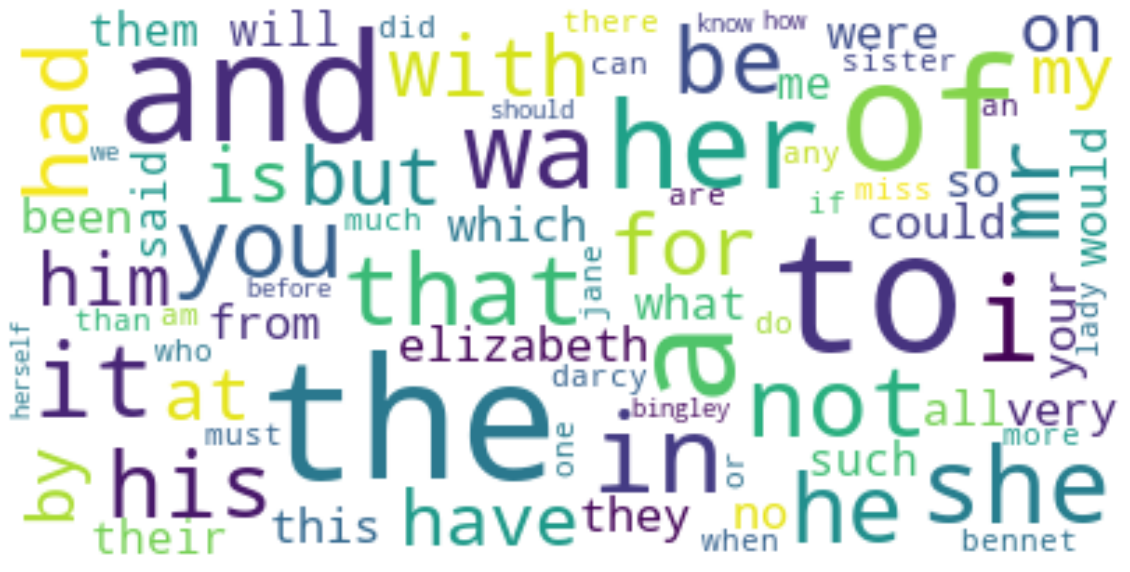 them will did there know how were on
had and with can be me sister of my
we said should wa her any an
is but are if miss so mr would
been you much which for could
him that jane what to i your lady
before than am from do
herself it who at the elizabeth a
darcy bingley not all very
must one in or such more
by his have they no he she
their this when bennet